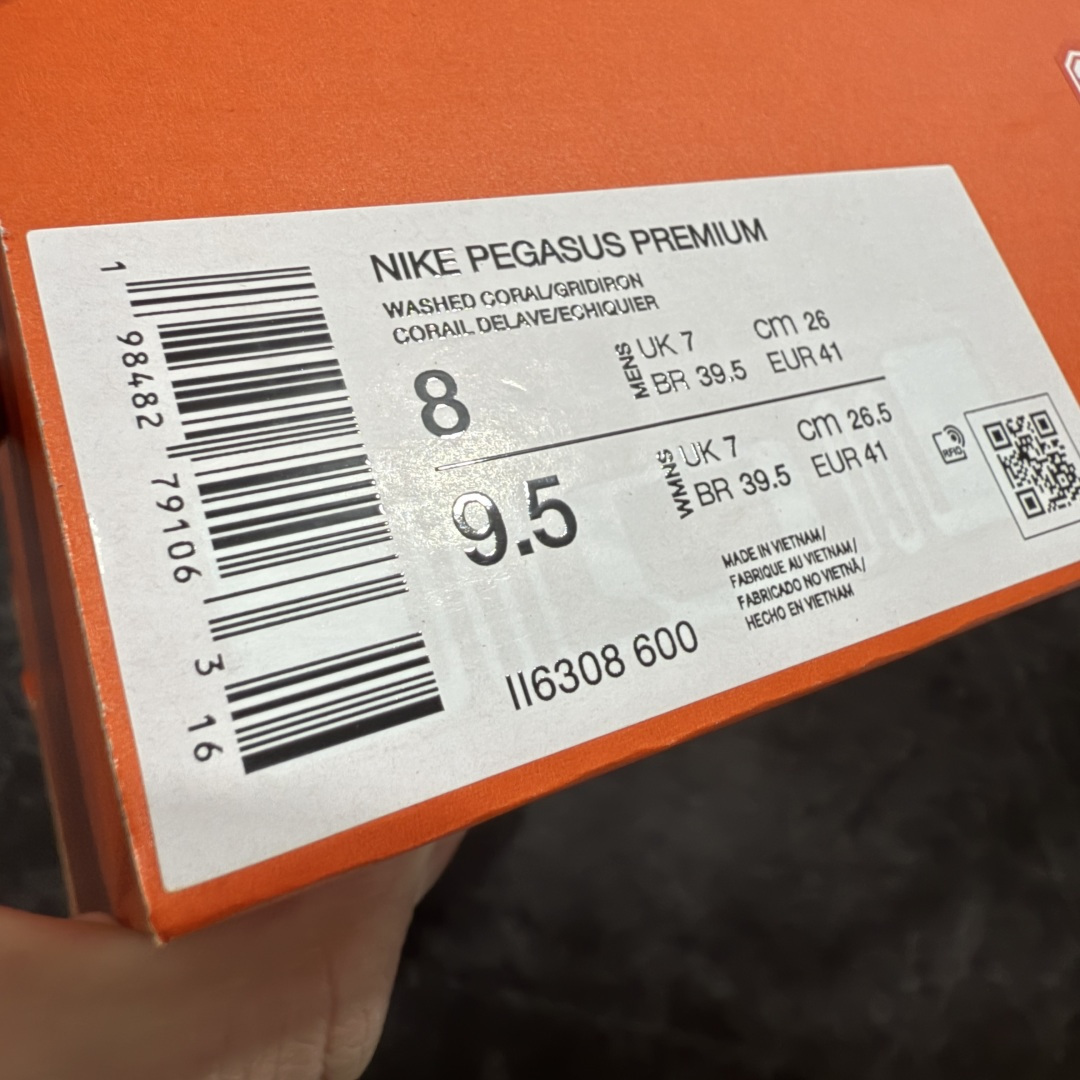 NIKE PEGASUS PREMIUM
WASHED CORAL/GRIDIRON
CORAIL DELAVE/ECHIQUIER
8
MENS
UK 7 cm 26
BR 39.5 EUR 41
9.5
WMNS
UK 7 cm 26.5
BR 39.5 EUR 41
RFID
MADE IN VIETNAM/
FABRIQUE AU VIETNAM/
FABRICADO NO VIETNÃ/
HECHO EN VIETNAM
II6308 600
1 98482 79106 3 16